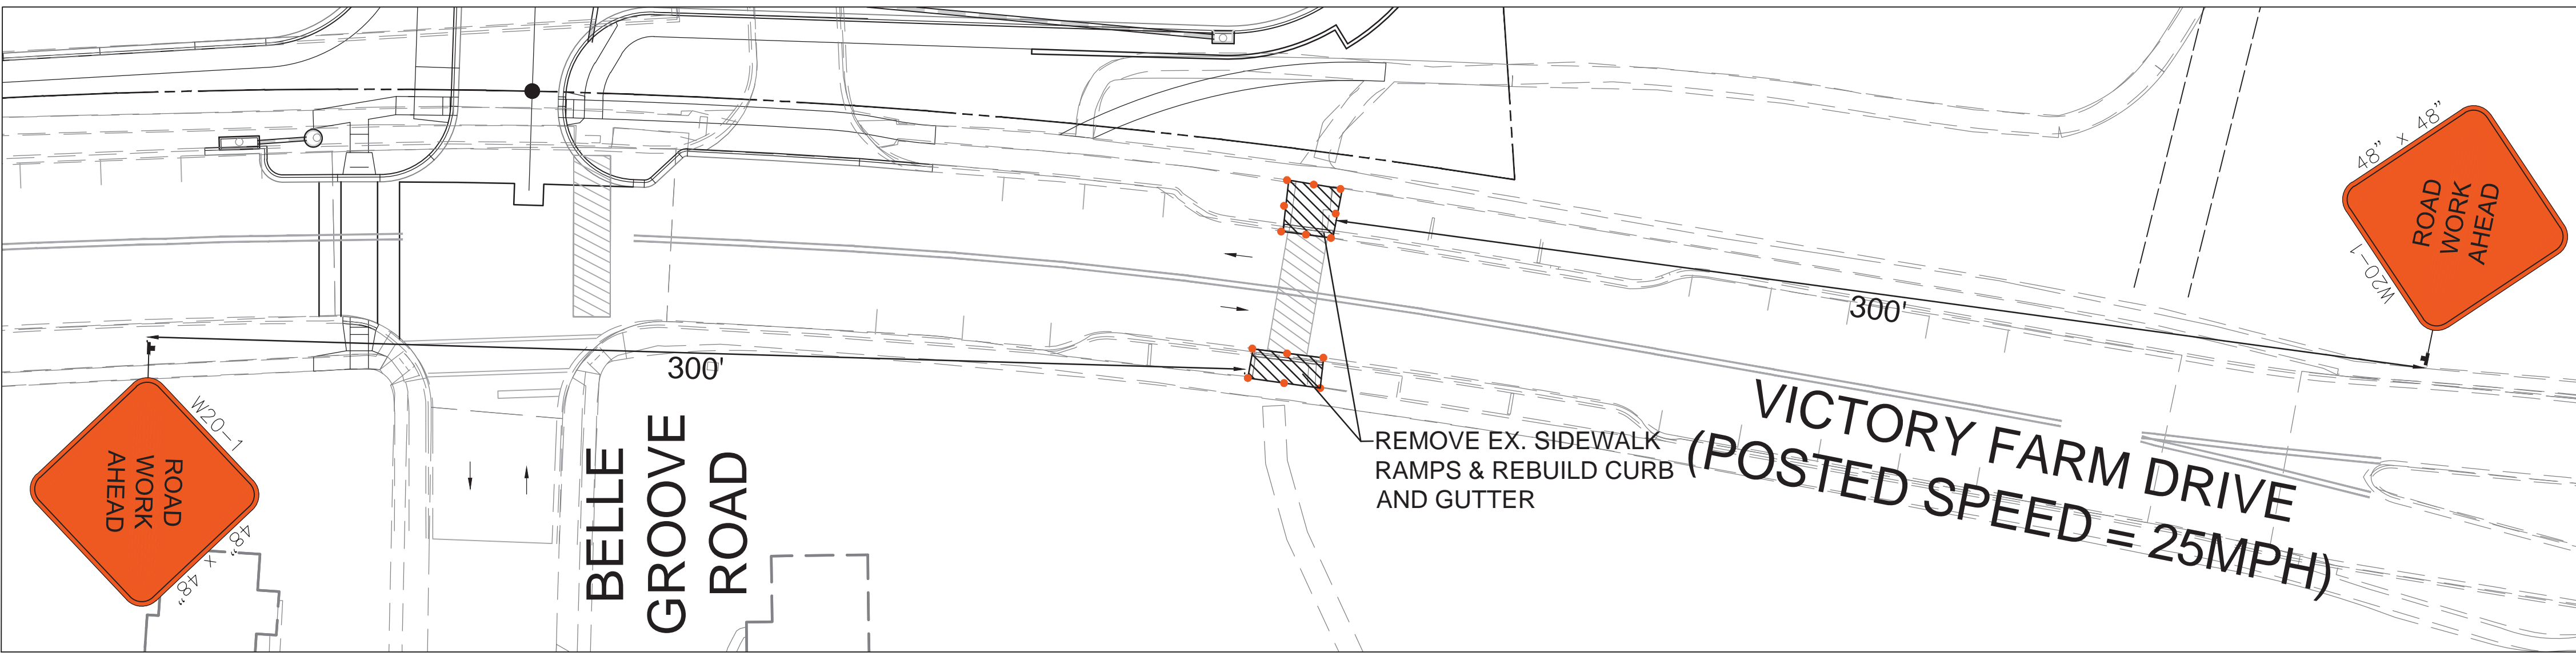 ROAD
WORK
AHEAD
W20-1
48" x 48"
300'
BELLE
GROOVE
ROAD
REMOVE EX. SIDEWALK
RAMPS & REBUILD CURB
AND GUTTER
300'
VICTORY FARM DRIVE
(POSTED SPEED = 25MPH)
48" x 48"
ROAD
WORK
AHEAD
W20-1